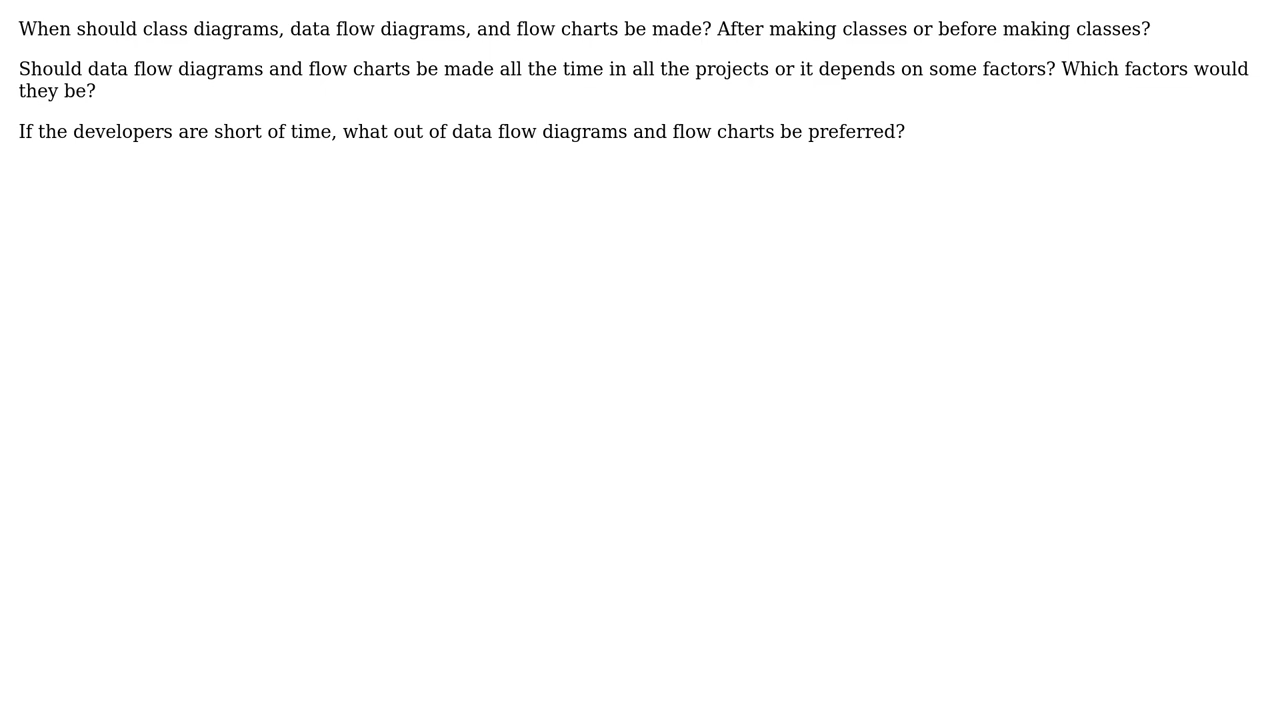 When should class diagrams, data flow diagrams, and flow charts be made? After making classes or before making classes?
Should data flow diagrams and flow charts be made all the time in all the projects or it depends on some factors? Which factors would
they be?
If the developers are short of time, what out of data flow diagrams and flow charts be preferred?